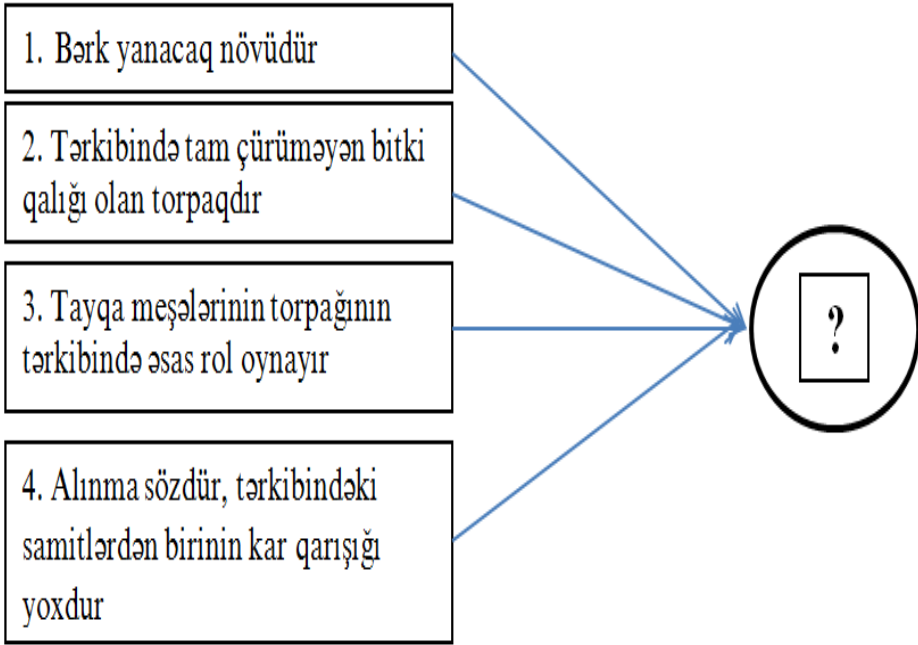 1. Bərk yanacaq növüdür
2. Tərkibində tam çürüməyən bitki
qalığı olan torpaqdır
3. Tayqa meşələrinin torpağının
tərkibində əsas rol oynayır
4. Alınma sözdür, tərkibindəki
samitlərdən birinin kar qarışığı
yoxdur
?